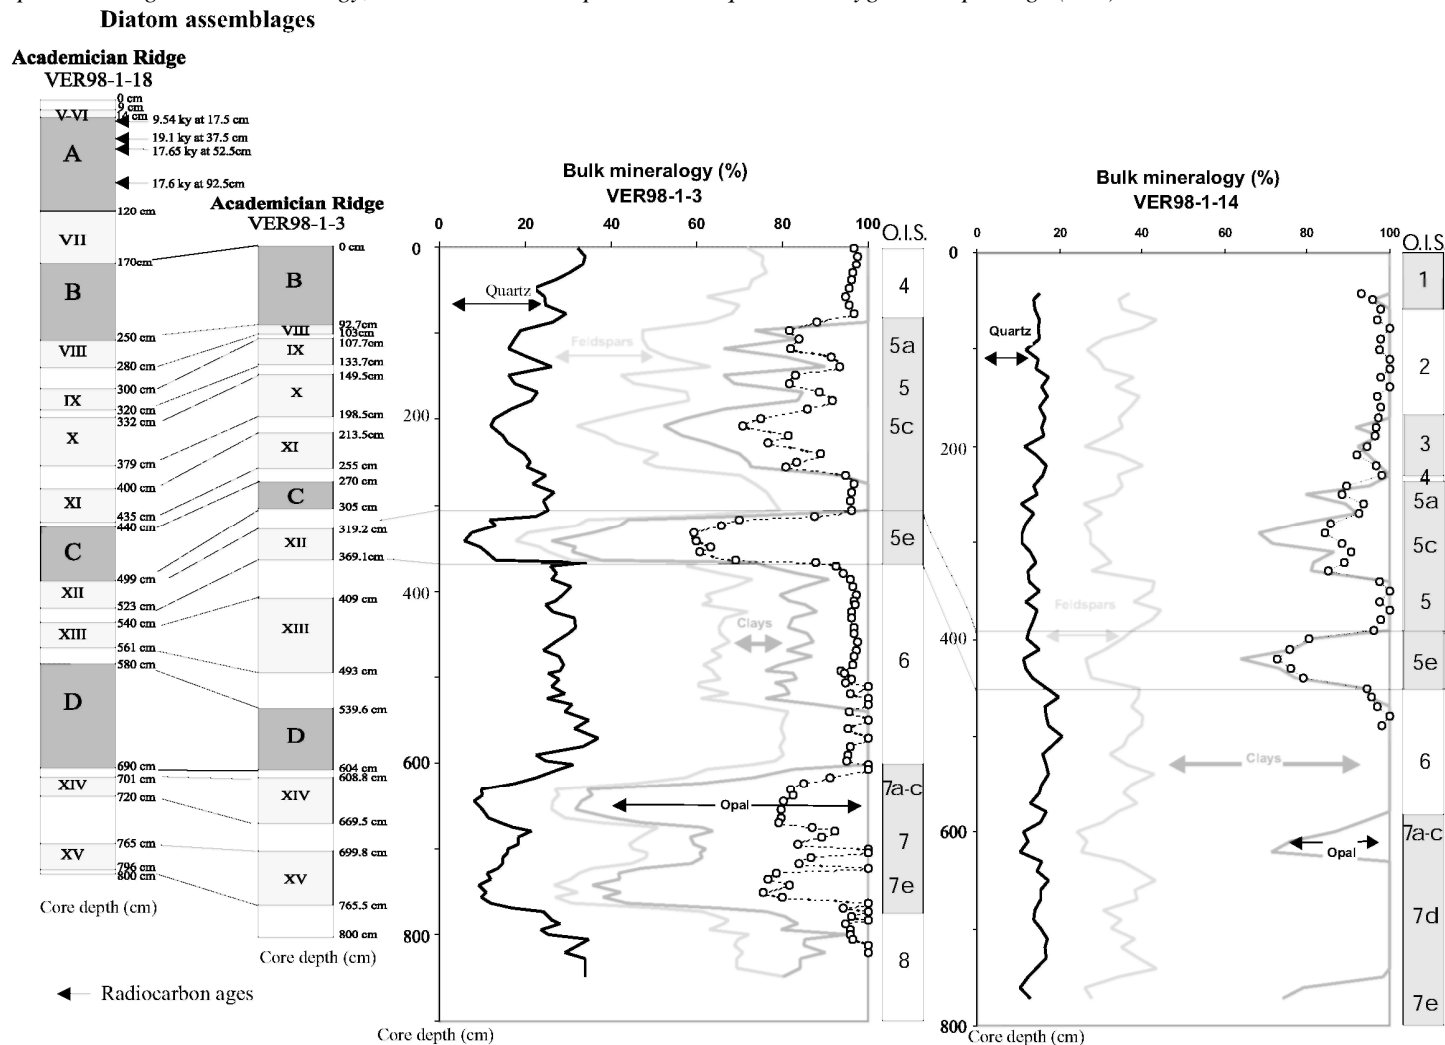 Diatom assemblages
Academician Ridge
VER98-1-18
0 cm
9 cm
14 cm
V-VI
9.54 ky at 17.5 cm
19.1 ky at 37.5 cm
17.65 ky at 52.5cm
A
17.6 ky at 92.5cm
120 cm
VII
170cm
B
250 cm
VIII
280 cm
300 cm
IX
320 cm
332 cm
X
379 cm
400 cm
XI
435 cm
440 cm
C
499 cm
XII
523 cm
540 cm
XIII
561 cm
580 cm
D
690 cm
701 cm
XIV
720 cm
765 cm
XV
796 cm
800 cm
Core depth (cm)
Academician Ridge
VER98-1-3
0 cm
B
92.7cm
VIII
103cm
107.7cm
IX
133.7cm
149.5cm
X
198.5cm
213.5cm
XI
255 cm
270 cm
C
305 cm
319.2 cm
XII
369.1cm
409 cm
XIII
493 cm
539.6 cm
D
604 cm
608.8 cm
XIV
669.5 cm
699.8 cm
XV
765.5 cm
800 cm
Core depth (cm)
Radiocarbon ages
Bulk mineralogy (%)
VER98-1-3
0 20 40 60 80 100
O.I.S.
0
200
400
600
800
Quartz
Feldspars
Clays
Opal
4
5a
5
5c
5e
6
7a-c
7
7e
8
Core depth (cm)
Bulk mineralogy (%)
VER98-1-14
0 20 40 60 80 100
O.I.S
0
200
400
600
800
Quartz
Feldspars
Clays
Opal
1
2
3
4
5a
5c
5
5e
6
7a-c
7d
7e
Core depth (cm)